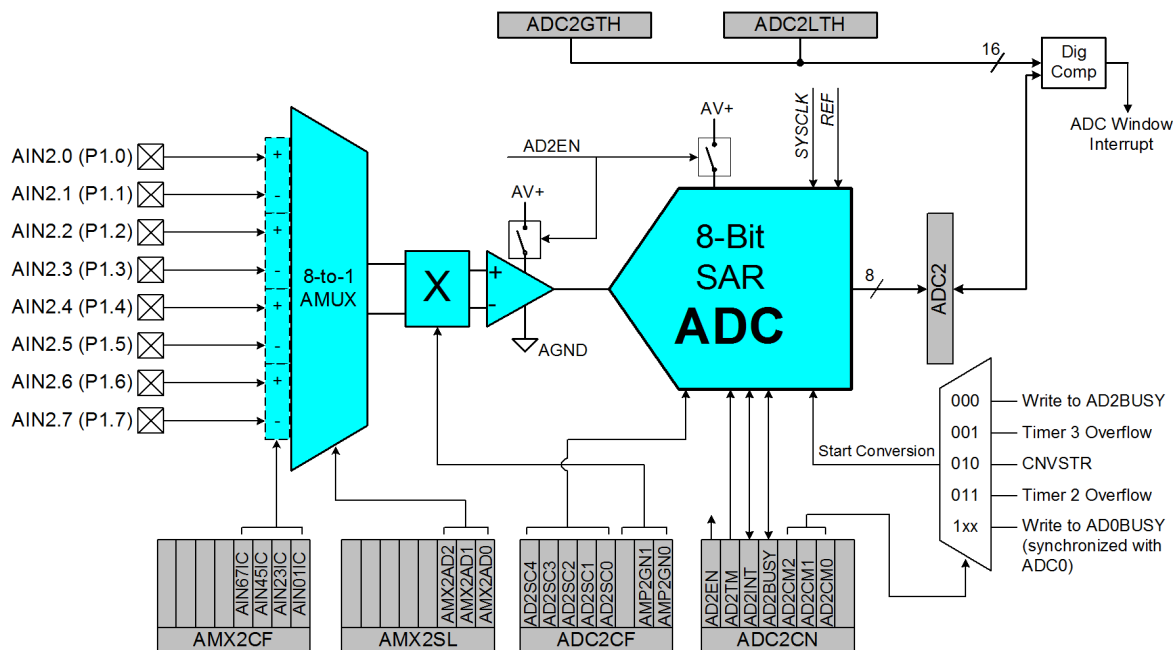 ADC2GTH
ADC2LTH
16
Dig
Comp
ADC Window
Interrupt
SYSCLK
REF
AV+
AD2EN
AV+
AIN2.0 (P1.0)
AIN2.1 (P1.1)
AIN2.2 (P1.2)
AIN2.3 (P1.3)
AIN2.4 (P1.4)
AIN2.5 (P1.5)
AIN2.6 (P1.6)
AIN2.7 (P1.7)
+
-
+
-
+
-
+
-
8-to-1
AMUX
X
+
-
AGND
8-Bit
SAR
ADC
8
ADC2
Start Conversion
000
001
010
011
1xx
Write to AD2BUSY
Timer 3 Overflow
CNVSTR
Timer 2 Overflow
Write to AD0BUSY
(synchronized with
ADC0)
AIN67IC
AIN45IC
AIN23IC
AIN01IC
AMX2CF
AMX2AD2
AMX2AD1
AMX2AD0
AMX2SL
AD2SC4
AD2SC3
AD2SC2
AD2SC1
AD2SC0
AMP2GN1
AMP2GN0
ADC2CF
AD2EN
AD2TM
AD2INT
AD2BUSY
AD2CM2
AD2CM1
AD2CM0
ADC2CN